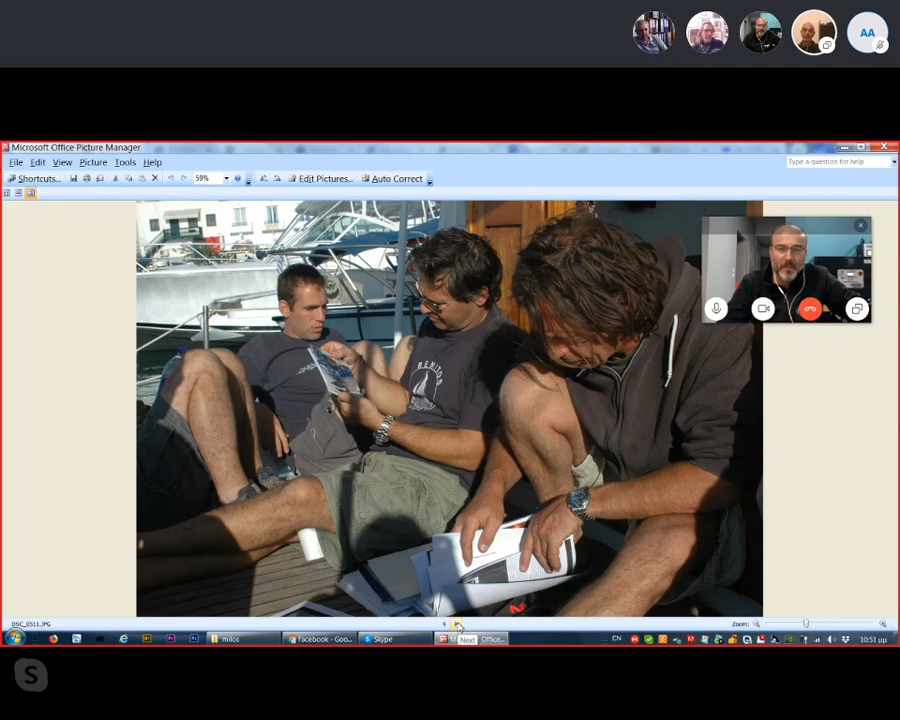 AA
Microsoft Office Picture Manager
File Edit View Picture Tools Help
Type a question for help
Shortcuts... 59% Edit Pictures... Auto Correct
BENITOS
DSC_0511.JPG
Zoom:
milos
Facebook - Goo...
Skype
Office...
Next
EN
10:51 μμ
S